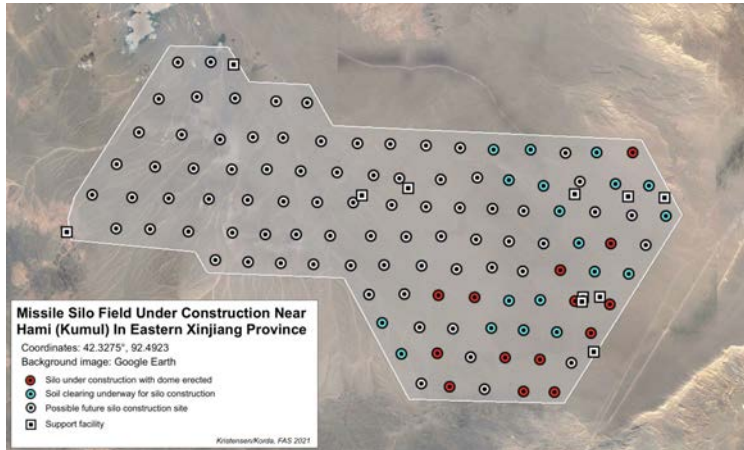 Missile Silo Field Under Construction Near
Hami (Kumul) In Eastern Xinjiang Province
Coordinates: 42.3275°, 92.4923
Background image: Google Earth
Silo under construction with dome erected
Soil clearing underway for silo construction
Possible future silo construction site
Support facility
Kristensen/Korda, FAS 2021